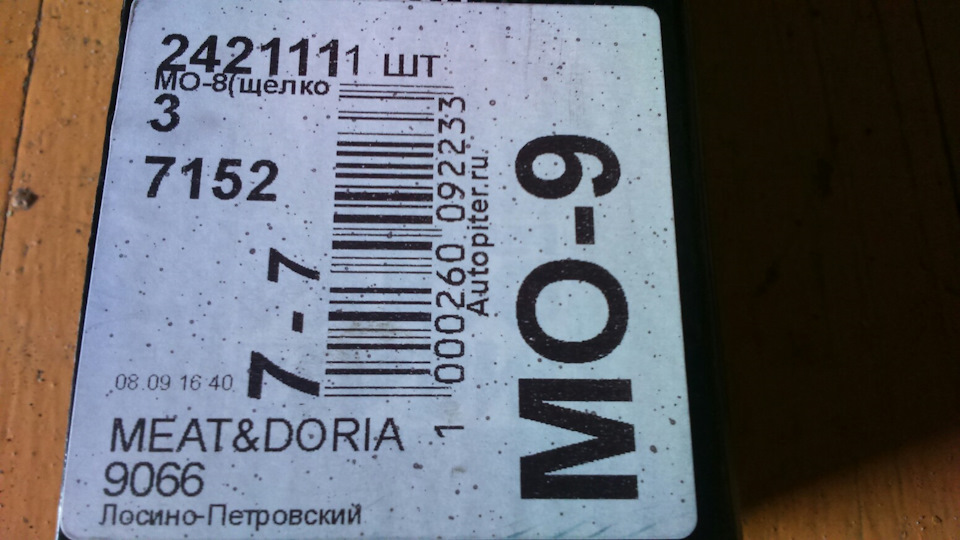 24211111 шт
МО-8(щелко
3
7152
7-7
1 000260 092233
Autopiter.ru
МО-9
08.09 16:40
MEAT&DORIA
9066
Лосино-Петровский